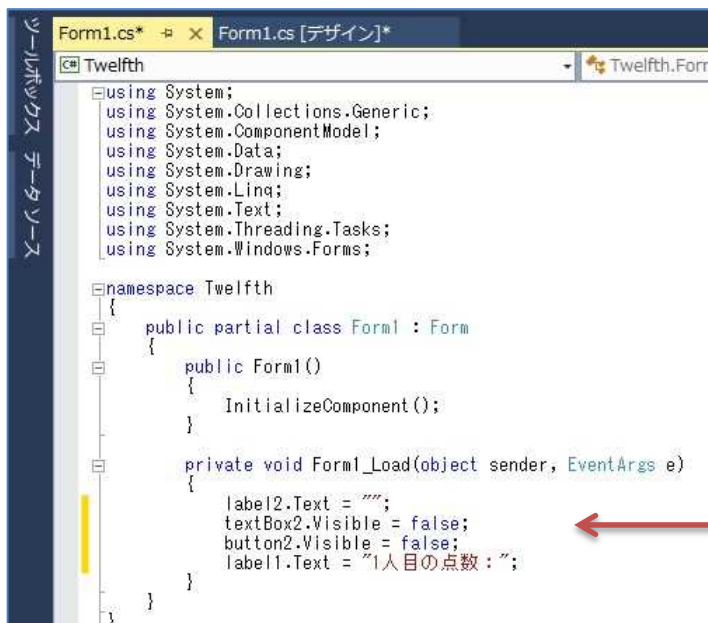 ツールボックス
データ ソース
Form1.cs*
Form1.cs [デザイン]*
Twelfth
Twelfth.Form
using System;
using System.Collections.Generic;
using System.ComponentModel;
using System.Data;
using System.Drawing;
using System.Linq;
using System.Text;
using System.Threading.Tasks;
using System.Windows.Forms;
namespace Twelfth
{
public partial class Form1 : Form
{
public Form1()
{
InitializeComponent();
}
private void Form1_Load(object sender, EventArgs e)
{
label2.Text = "";
textBox2.Visible = false;
button2.Visible = false;
label1.Text = "1人目の点数：";
}
}
}